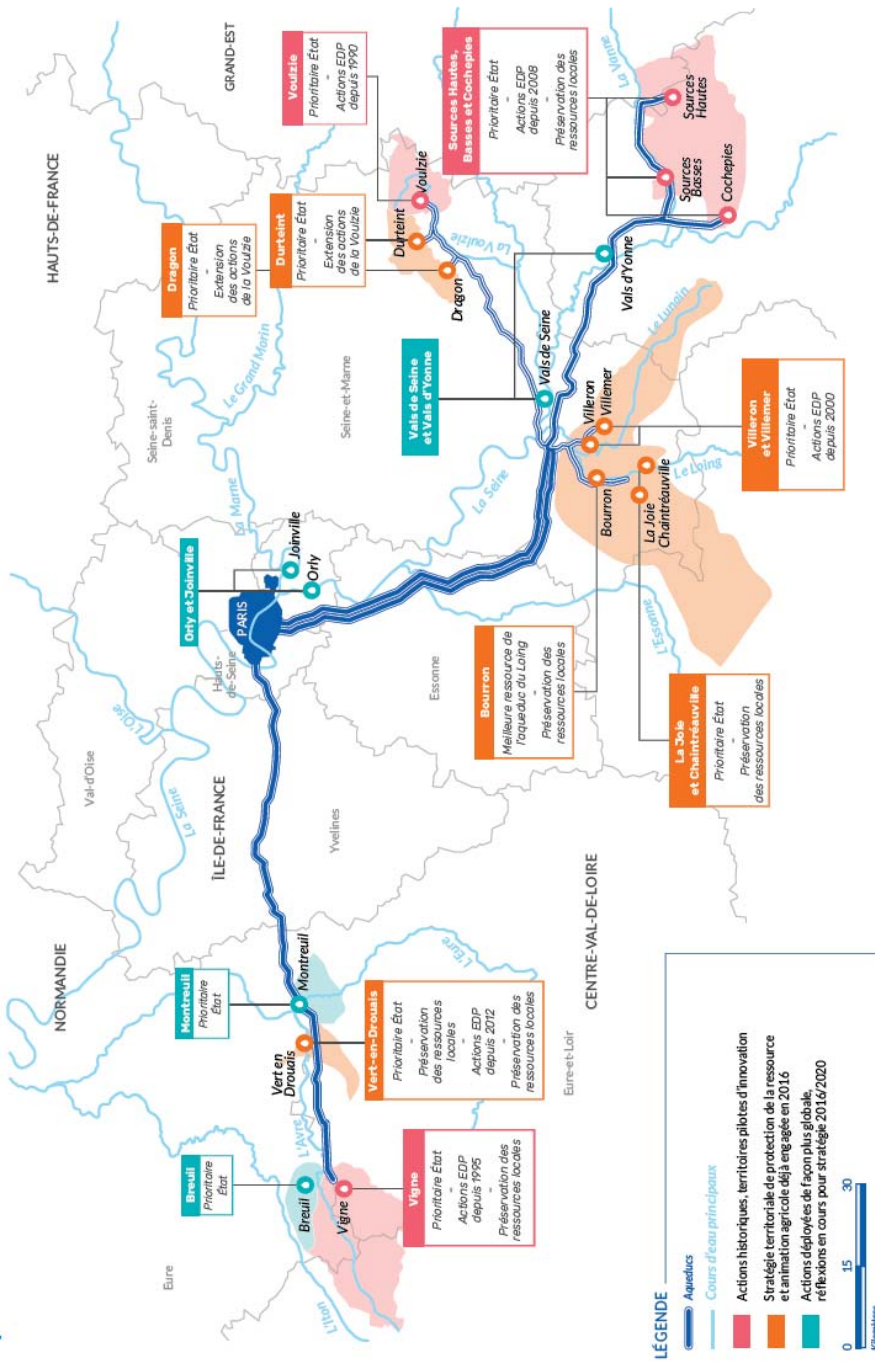 HAUTS-DE-FRANCE
GRAND-EST
NORMANDIE
ÎLE-DE-FRANCE
CENTRE-VAL-DE-LOIRE
Eure
Eure-et-Loir
Val-d'Oise
Yvelines
Hauts-
de-Seine
Seine-saint-
Denis
Seine-et-Marne
Essonne
PARIS
L'Iton
L'Avre
L'Eure
La Seine
L'Oise
La Marne
Le Grand Morin
La Seine
L'Essonne
Le Loing
Le Lunain
La Voulzie
La Vanne
Breuil
Prioritaire
État
Breuil
Vigne
Vigne
Prioritaire État
-
Actions EDP
depuis 1995
-
Préservation des
ressources locales
Montreuil
Prioritaire
État
Montreuil
Vert en
Drouais
Vert-en-Drouais
Prioritaire État
-
Préservation
des ressources
locales
-
Actions EDP
depuis 2012
-
Préservation des
ressources locales
Orly et Joinville
Joinville
Orly
Dragon
Prioritaire État
-
Extension
des actions
de la Voulzie
Durteint
Prioritaire État
-
Extension
des actions
de la Voulzie
Voulzie
Prioritaire État
-
Actions EDP
depuis 1990
Voulzie
Durteint
Dragon
Sources Hautes,
Basses et Cochepies
Prioritaire État
-
Actions EDP
depuis 2008
-
Préservation des
ressources locales
Sources
Hautes
Sources
Basses
Cochepies
Vals de Seine
et Vals d'Yonne
Vals de Seine
Vals d'Yonne
Villeron
Villemer
Villeron
et Villemer
Prioritaire État
-
Actions EDP
depuis 2000
Bourron
Meilleure ressource de
l'aqueduc du Loing
-
Préservation des
ressources locales
Bourron
La Joie
Chaintréauville
La Joie
et Chaintréauville
Prioritaire État
-
Préservation
des ressources locales
LÉGENDE
Aqueducs
Cours d'eau principaux
Actions historiques, territoires pilotes d'innovation
Stratégie territoriale de protection de la ressource
et animation agricole déjà engagée en 2016
Actions déployées de façon plus globale,
réflexions en cours pour stratégie 2016/2020
0 15 30
Kilomètres